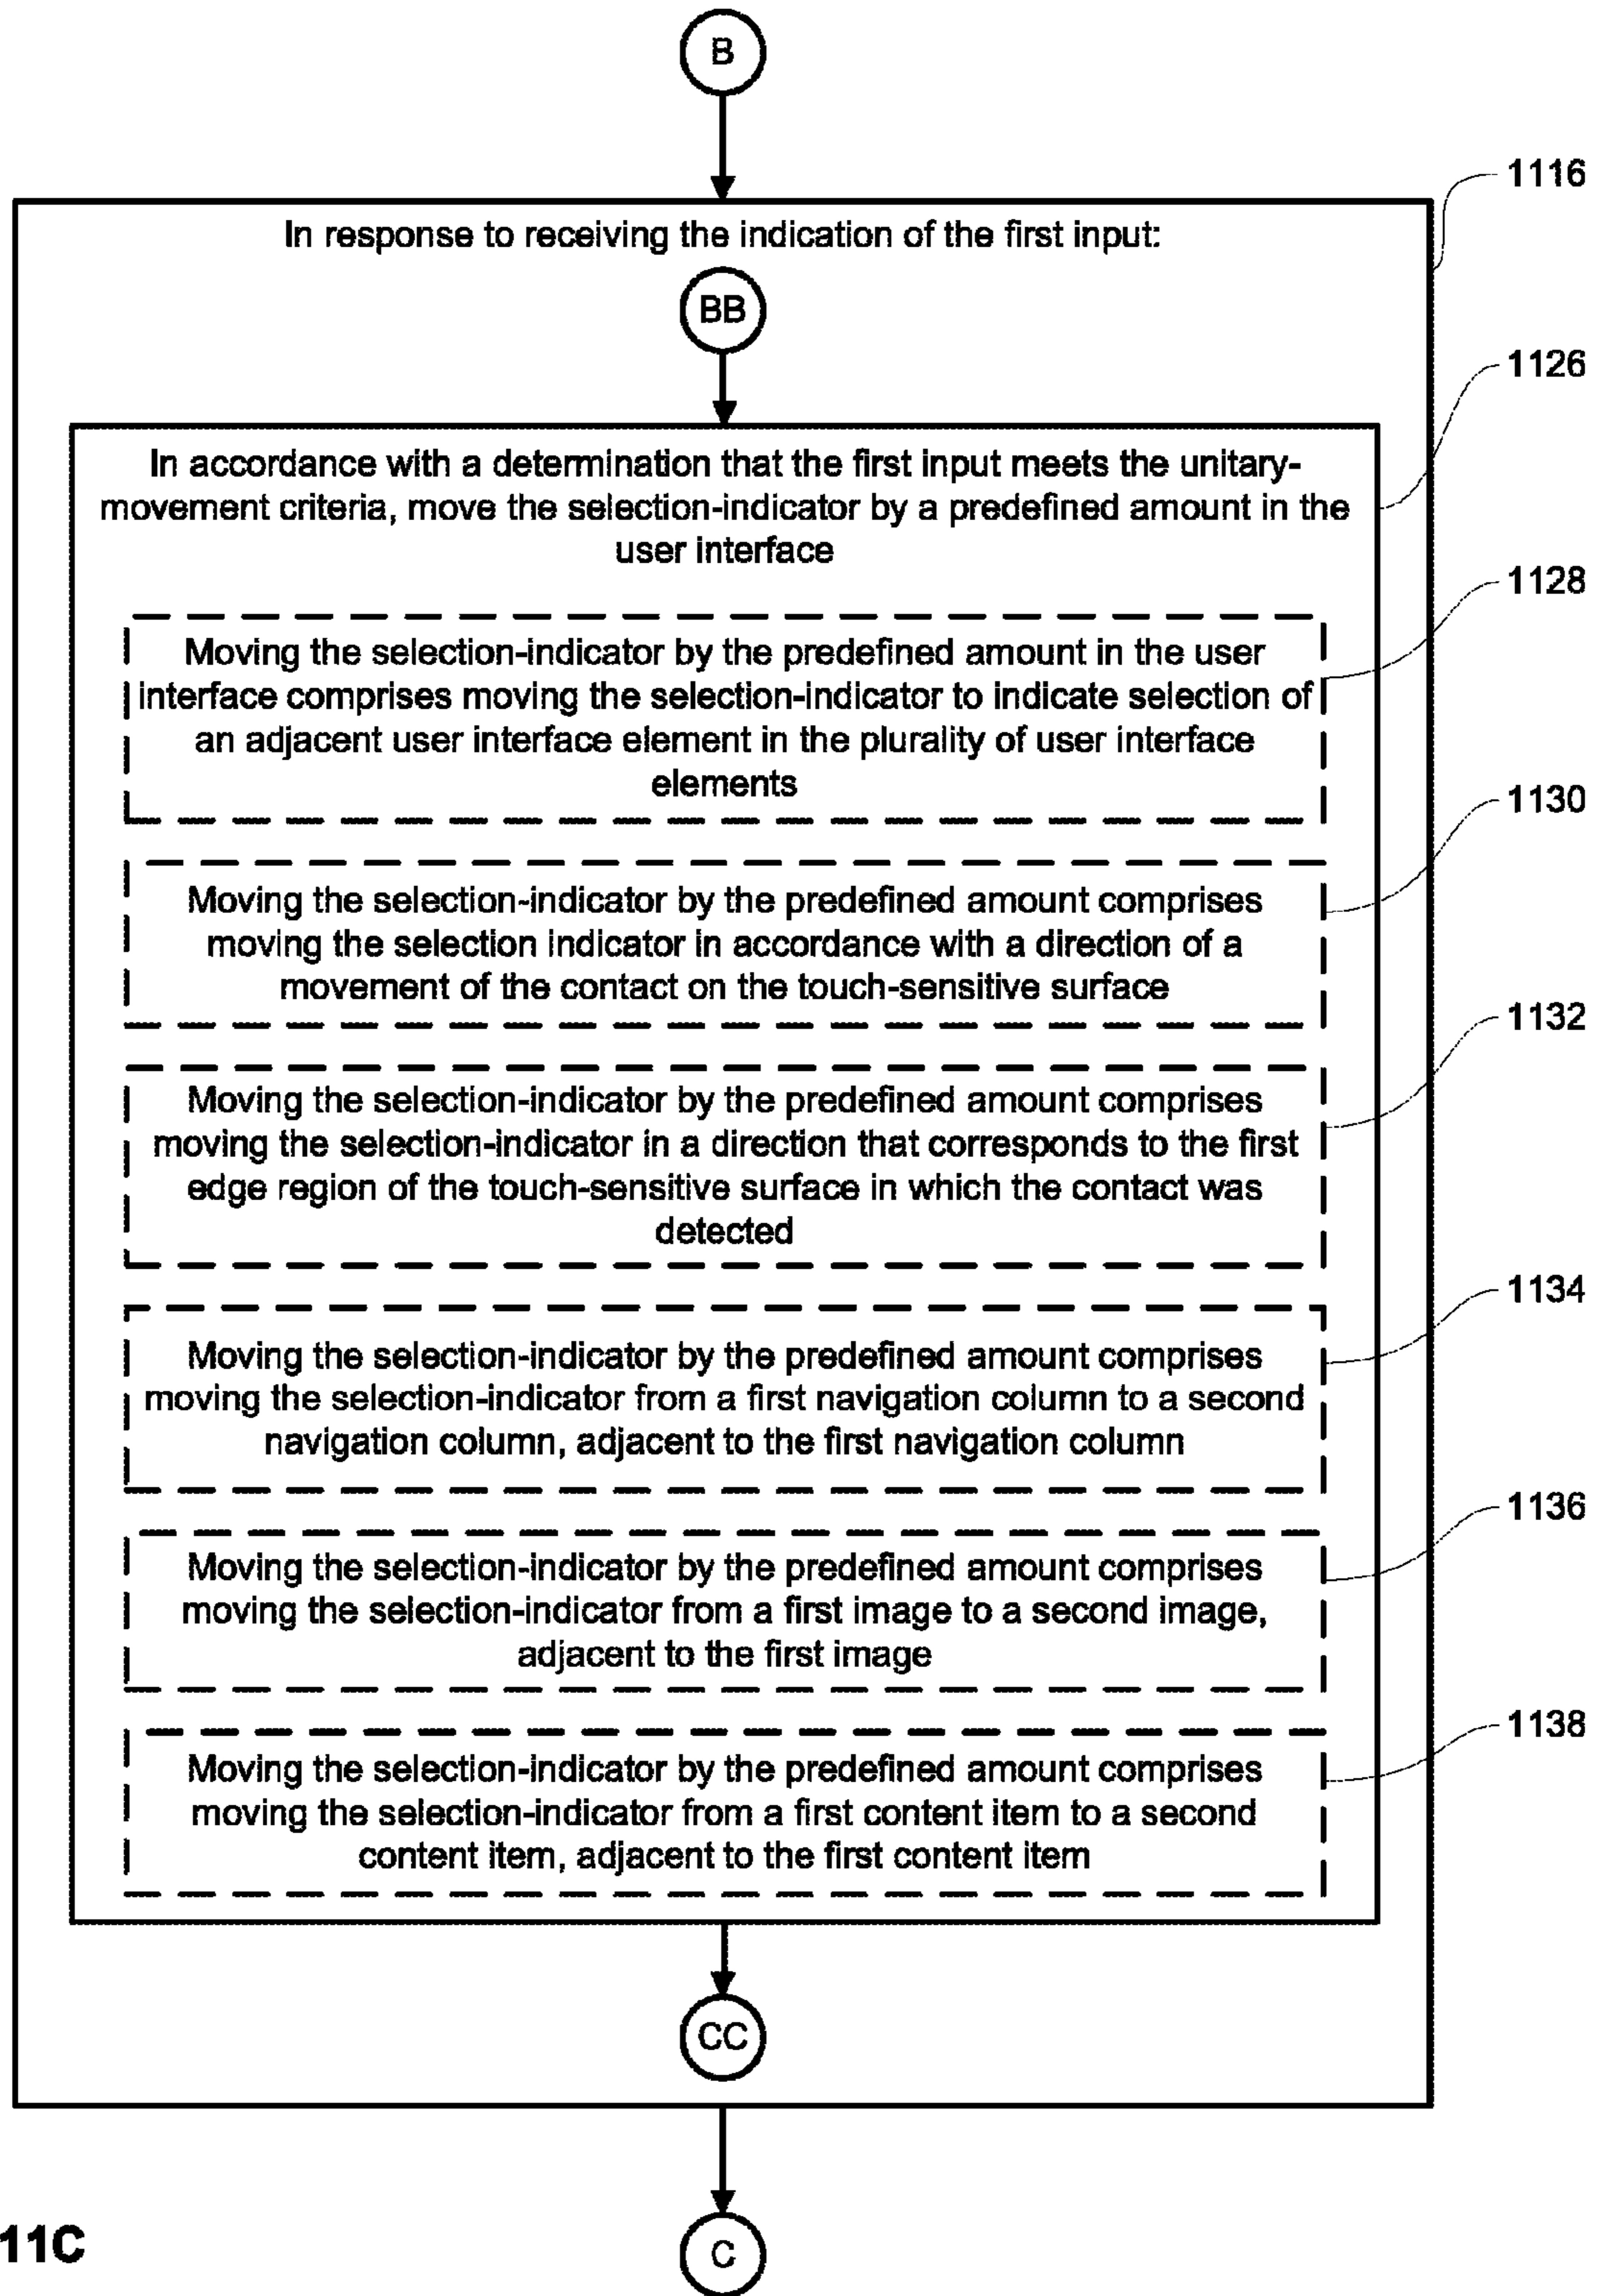 B
1116
In response to receiving the indication of the first input:
BB
1126
In accordance with a determination that the first input meets the unitary-
movement criteria, move the selection-indicator by a predefined amount in the
user interface
1128
Moving the selection-indicator by the predefined amount in the user
interface comprises moving the selection-indicator to indicate selection of
an adjacent user interface element in the plurality of user interface
elements
1130
Moving the selection-indicator by the predefined amount comprises
moving the selection indicator in accordance with a direction of a
movement of the contact on the touch-sensitive surface
1132
Moving the selection-indicator by the predefined amount comprises
moving the selection-indicator in a direction that corresponds to the first
edge region of the touch-sensitive surface in which the contact was
detected
1134
Moving the selection-indicator by the predefined amount comprises
moving the selection-indicator from a first navigation column to a second
navigation column, adjacent to the first navigation column
1136
Moving the selection-indicator by the predefined amount comprises
moving the selection-indicator from a first image to a second image,
adjacent to the first image
1138
Moving the selection-indicator by the predefined amount comprises
moving the selection-indicator from a first content item to a second
content item, adjacent to the first content item
CC
11C
C